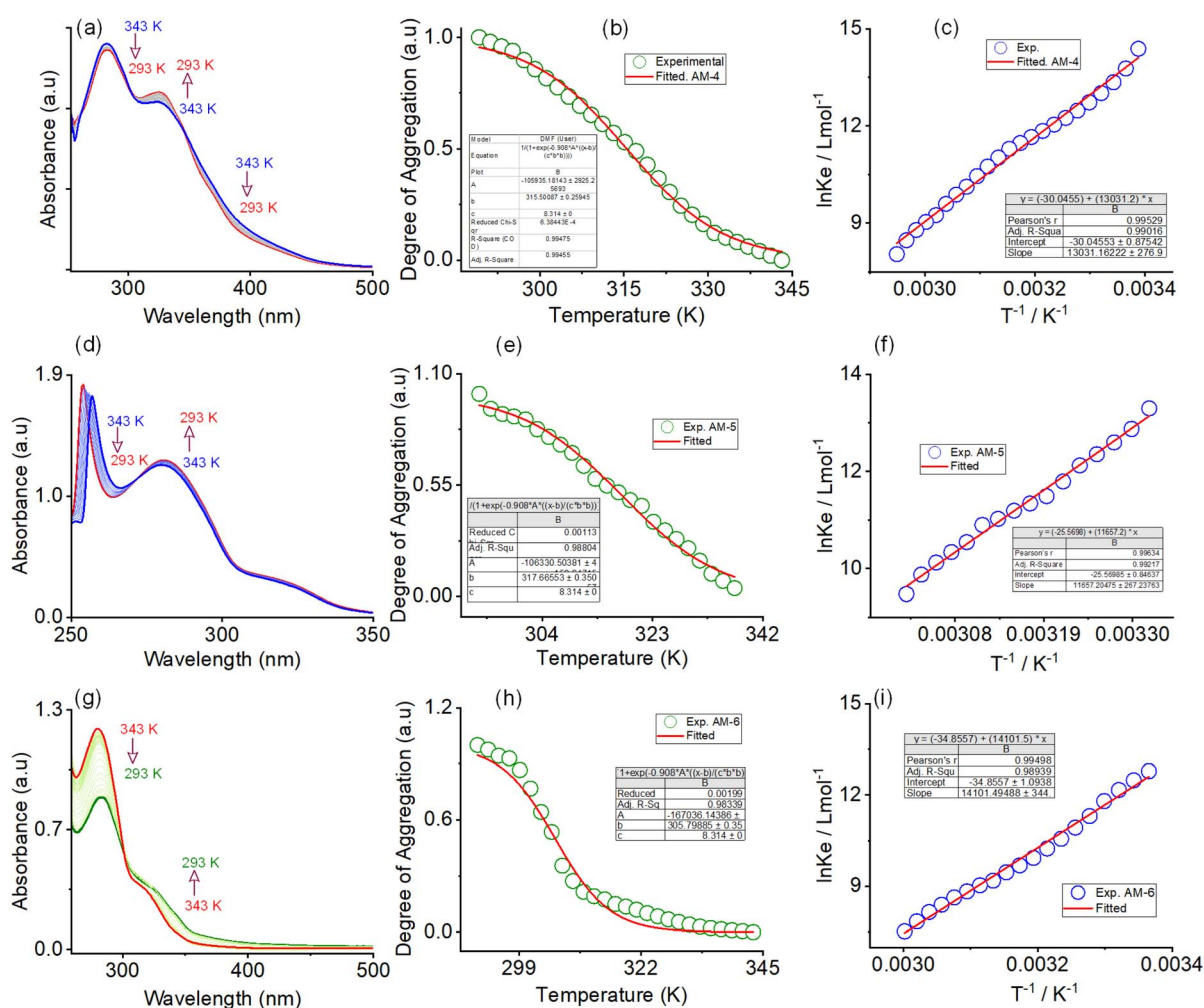 (a)
343 K
293 K
293 K
343 K
343 K
293 K
Absorbance (a.u)
300
350
400
450
500
Wavelength (nm)
(b)
1.0
0.5
0.0
Degree of Aggregation (a.u)
Experimental
Fitted. AM-4
Model DMF (User)
Equation 1/(1+exp(-0.908*A*((x-b)/(c*b*b))))
Plot B
A -105935.18143 ± 2925.25693
b 315.50087 ± 0.25945
c 8.314 ± 0
Reduced Chi-Sqr 6.38443E-4
R-Square (COD) 0.99475
Adj. R-Square 0.99455
300
315
330
345
Temperature (K)
(c)
15
12
9
lnKe / Lmol-1
Exp.
Fitted. AM-4
y = (-30.0455) + (13031.2) * x
B
Pearson's r 0.99529
Adj. R-Squa 0.99016
Intercept -30.04553 ± 0.87542
Slope 13031.16222 ± 276.9
0.0030
0.0032
0.0034
T-1 / K-1
(d)
1.9
1.0
0.0
Absorbance (a.u)
343 K
293 K
293 K
343 K
250
300
350
Wavelength (nm)
(e)
1.10
0.55
0.00
Degree of Aggregation (a.u)
Exp. AM-5
Fitted
/(1+exp(-0.908*A*((x-b)/(c*b*b))
B
Reduced C 0.00113
Adj. R-Squ 0.98804
A -106330.50381 ± 4
b 317.66553 ± 0.350
c 8.314 ± 0
304
323
342
Temperature (K)
(f)
14
12
10
lnKe / Lmol-1
Exp. AM-5
Fitted
y = (-25.5698) + (11657.2) * x
B
Pearson's r 0.99634
Adj. R-Square 0.99217
Intercept -25.56985 ± 0.84637
Slope 11657.20475 ± 267.23763
0.00308
0.00319
0.00330
T-1 / K-1
(g)
1.3
0.7
0.0
Absorbance (a.u)
343 K
293 K
293 K
343 K
300
400
500
Wavelength (nm)
(h)
1.2
0.6
0.0
Degree of Aggregation (a.u)
Exp. AM-6
Fitted
1+exp(-0.908*A*((x-b)/(c*b*b)
B
Reduced 0.00199
Adj. R-Sq 0.98339
A -167036.14386 ±
b 305.79885 ± 0.35
c 8.314 ± 0
299
322
345
Temperature (K)
(i)
15
12
9
lnKe / Lmol-1
y = (-34.8557) + (14101.5) * x
B
Pearson's r 0.99498
Adj. R-Squ 0.98939
Intercept -34.8557 ± 1.0938
Slope 14101.49488 ± 344.
Exp. AM-6
Fitted
0.0030
0.0032
0.0034
T-1 / K-1